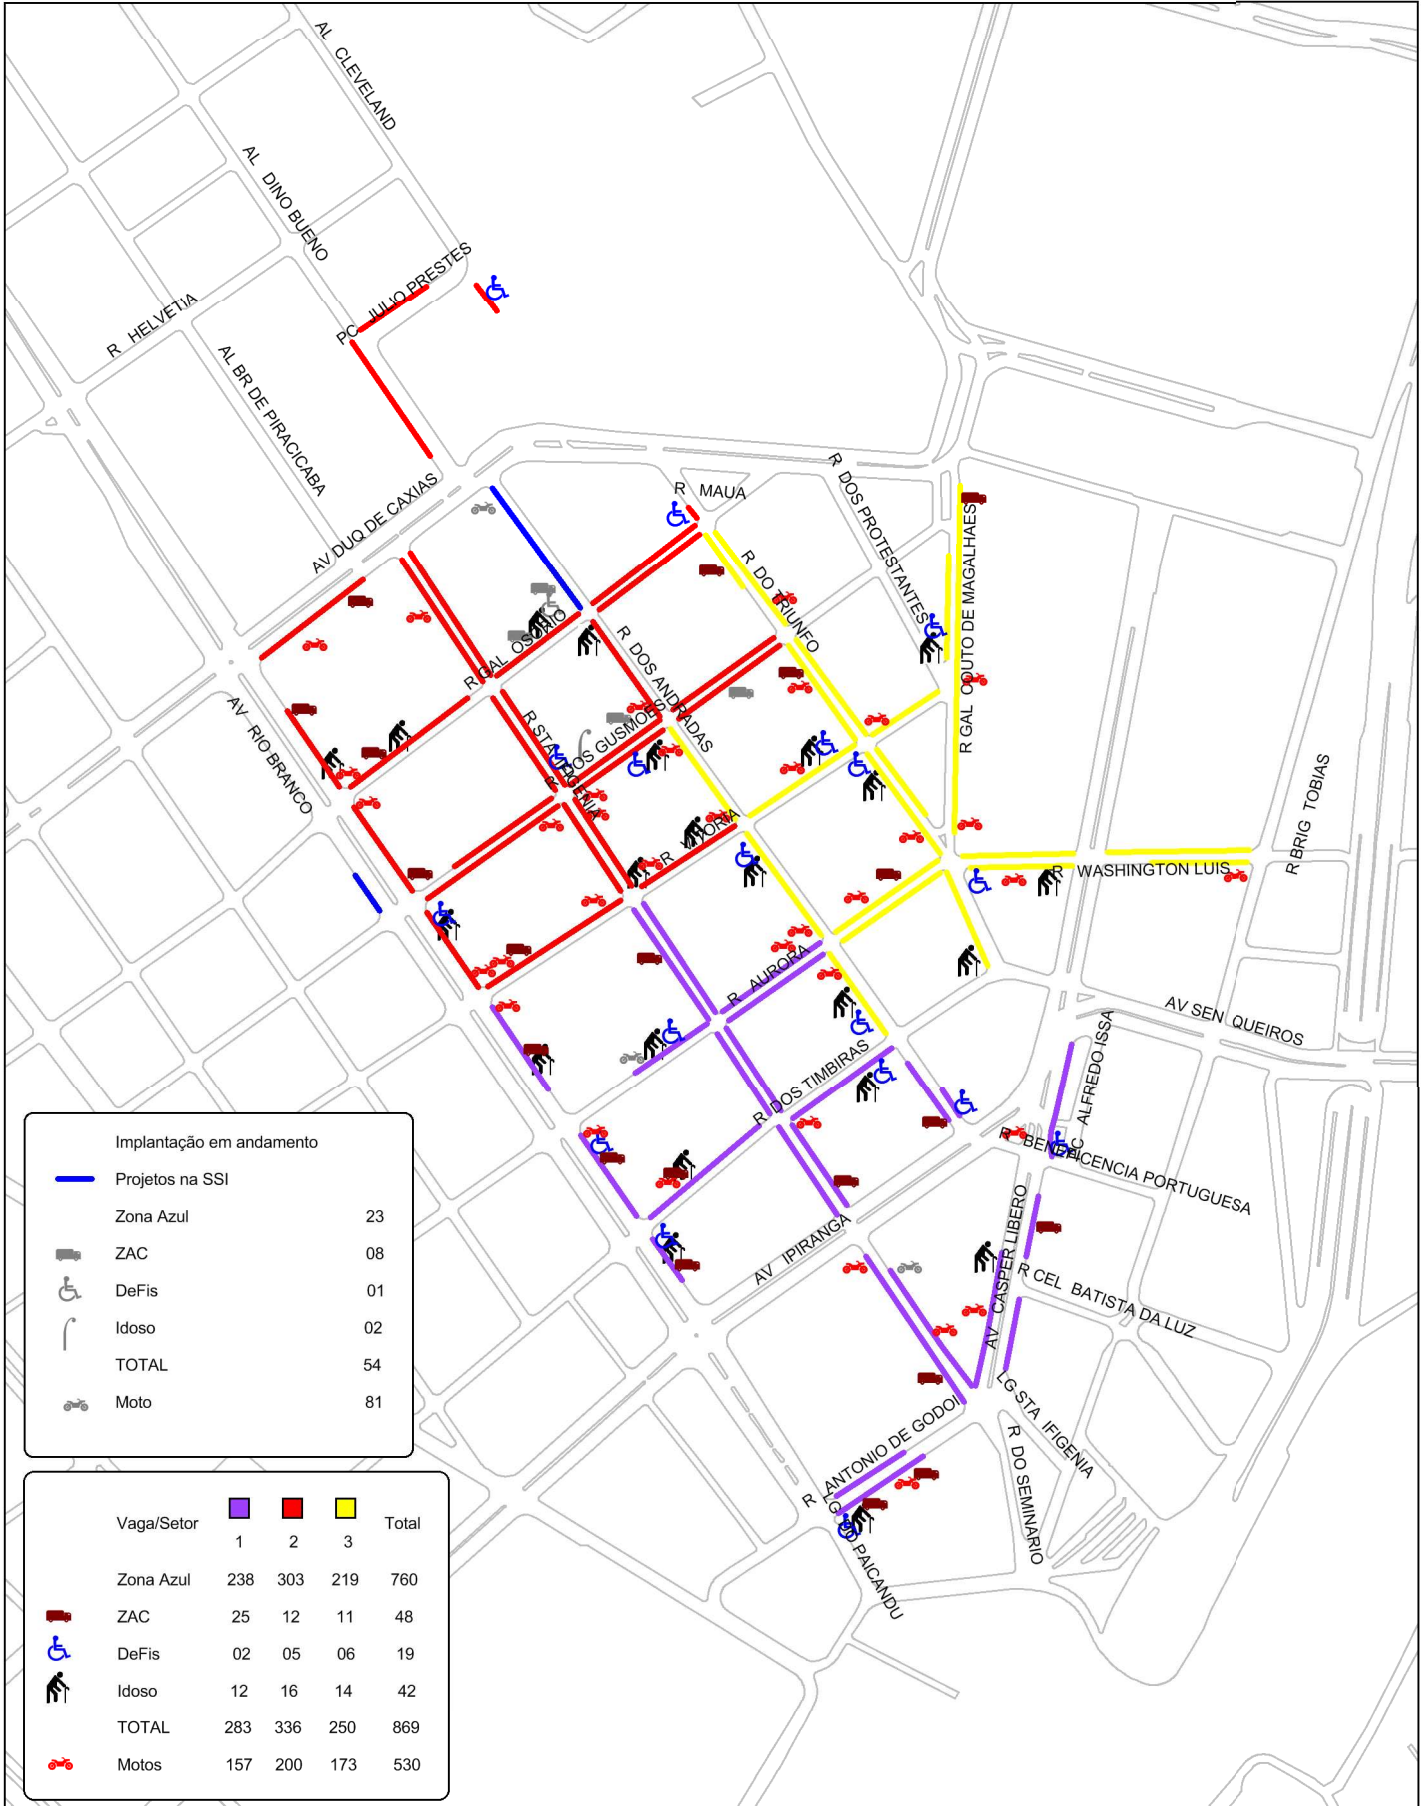 AL CLEVELAND
AL DINO BUENO
PC JULIO PRESTES
R HELVETIA
AL BR DE PIRACICABA
AV DUQ DE CAXIAS
R MAUA
R DOS PROTESTANTES
R DO TRIUNFO
R GAL COUTO DE MAGALHAES
R GAL OSORIO
R DOS ANDRADAS
AV RIO BRANCO
R STA IFIGENIA
R DOS GUSMOES
R VITORIA
R BRIG TOBIAS
R WASHINGTON LUIS
R AURORA
AV SEN QUEIROS
R DOS TIMBIRAS
PC ALFREDO ISSA
R BENEFICENCIA PORTUGUESA
AV IPIRANGA
AV CASPER LIBERO
R CEL BATISTA DA LUZ
LG STA IFIGENIA
R ANTONIO DE GODOI
R DO SEMINARIO
LG DO PAICANDU
Implantação em andamento
Projetos na SSI
Zona Azul 23
ZAC 08
DeFis 01
Idoso 02
TOTAL 54
Moto 81
Vaga/Setor 1 2 3 Total
Zona Azul 238 303 219 760
ZAC 25 12 11 48
DeFis 02 05 06 19
Idoso 12 16 14 42
TOTAL 283 336 250 869
Motos 157 200 173 530